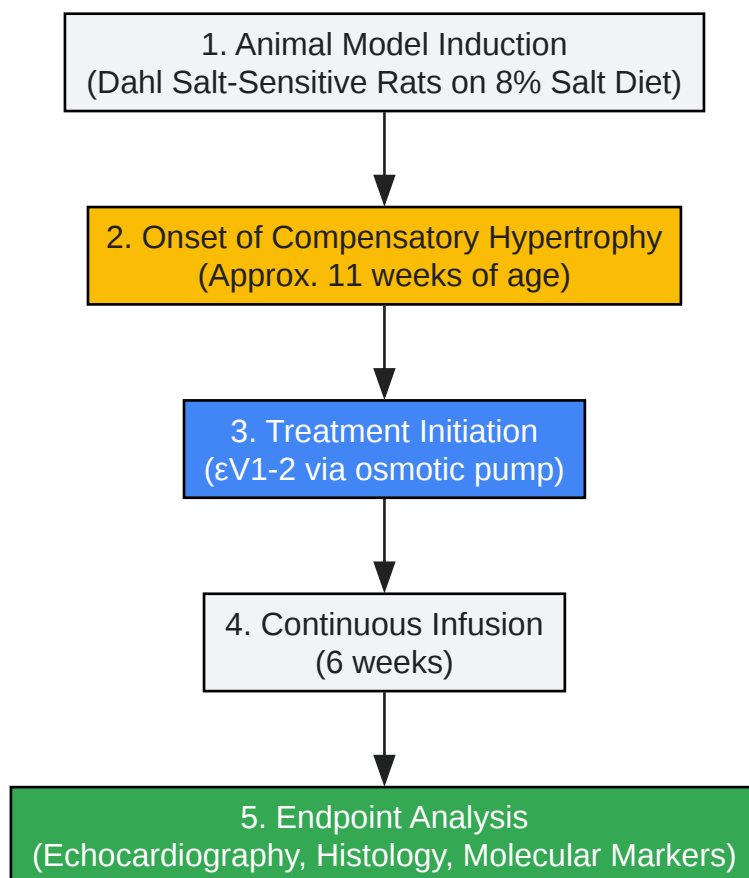 1. Animal Model Induction
(Dahl Salt-Sensitive Rats on 8% Salt Diet)
2. Onset of Compensatory Hypertrophy
(Approx. 11 weeks of age)
3. Treatment Initiation
(εV1-2 via osmotic pump)
4. Continuous Infusion
(6 weeks)
5. Endpoint Analysis
(Echocardiography, Histology, Molecular Markers)